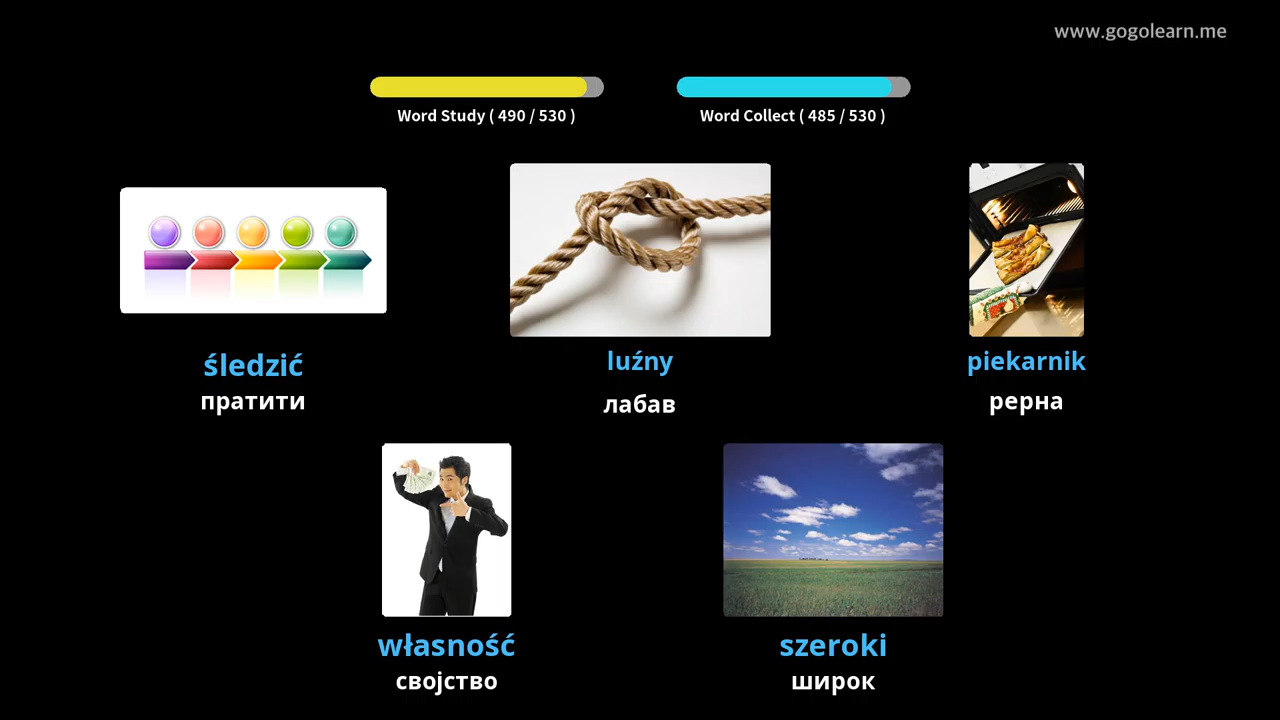 www.gogolearn.me
Word Study ( 490 / 530 )
Word Collect ( 485 / 530 )
śledzić
пратити
luźny
лабав
piekarnik
рерна
własność
својство
szeroki
широк